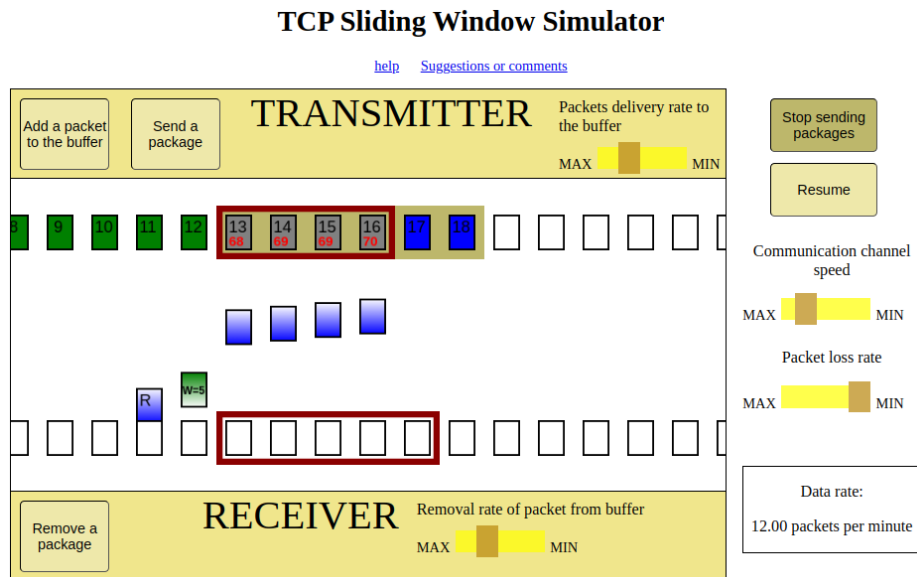 TCP Sliding Window Simulator
help Suggestions or comments
Add a packet
to the buffer
Send a
package
TRANSMITTER
Packets delivery rate to
the buffer
MAX MIN
Stop sending
packages
Resume
8 9 10 11 12 13 14 15 16 17 18
68 69 69 70
Communication channel
speed
MAX MIN
Packet loss rate
MAX MIN
R W=5
Remove a
package
RECEIVER
Removal rate of packet from buffer
MAX MIN
Data rate:
12.00 packets per minute